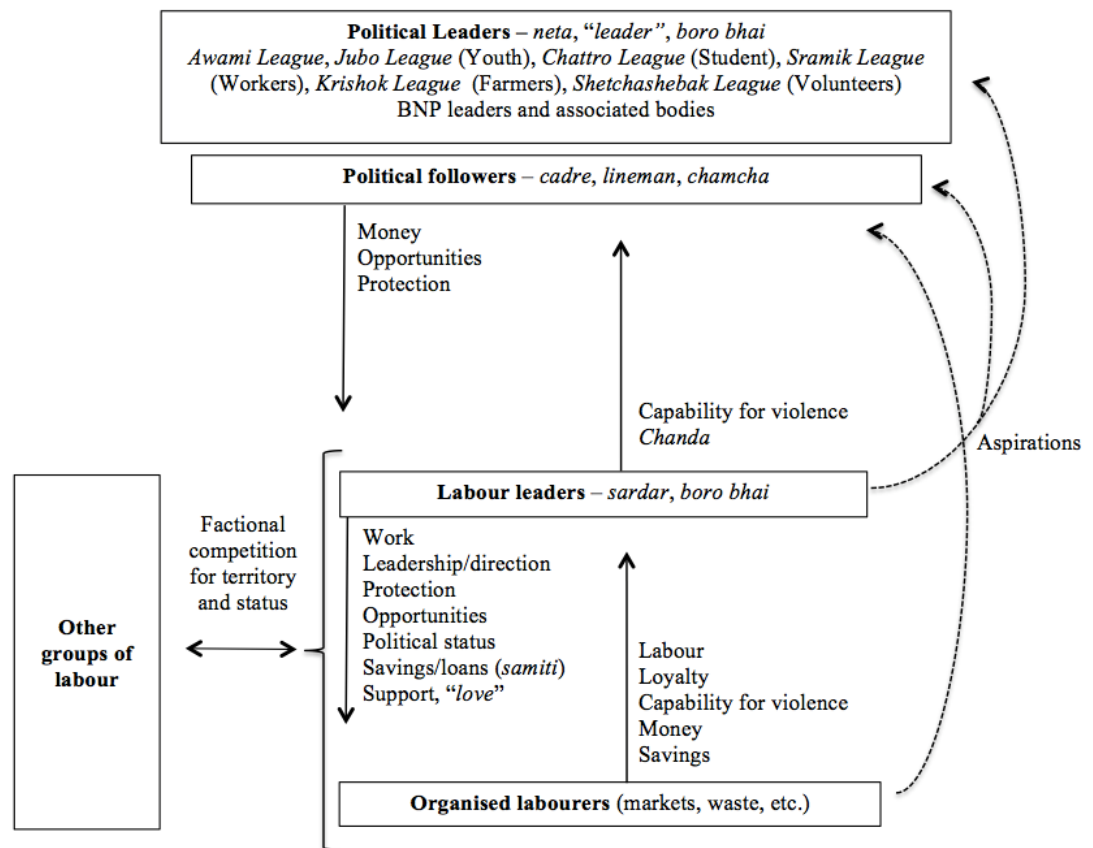 Political Leaders – neta, “leader”, boro bhai
Awami League, Jubo League (Youth), Chattro League (Student), Sramik League
(Workers), Krishok League (Farmers), Shetchashebak League (Volunteers)
BNP leaders and associated bodies
Political followers – cadre, lineman, chamcha
Money
Opportunities
Protection
Capability for violence
Chanda
Aspirations
Labour leaders – sardar, boro bhai
Other
groups of
labour
Factional
competition
for territory
and status
Work
Leadership/direction
Protection
Opportunities
Political status
Savings/loans (samiti)
Support, “love”
Labour
Loyalty
Capability for violence
Money
Savings
Organised labourers (markets, waste, etc.)